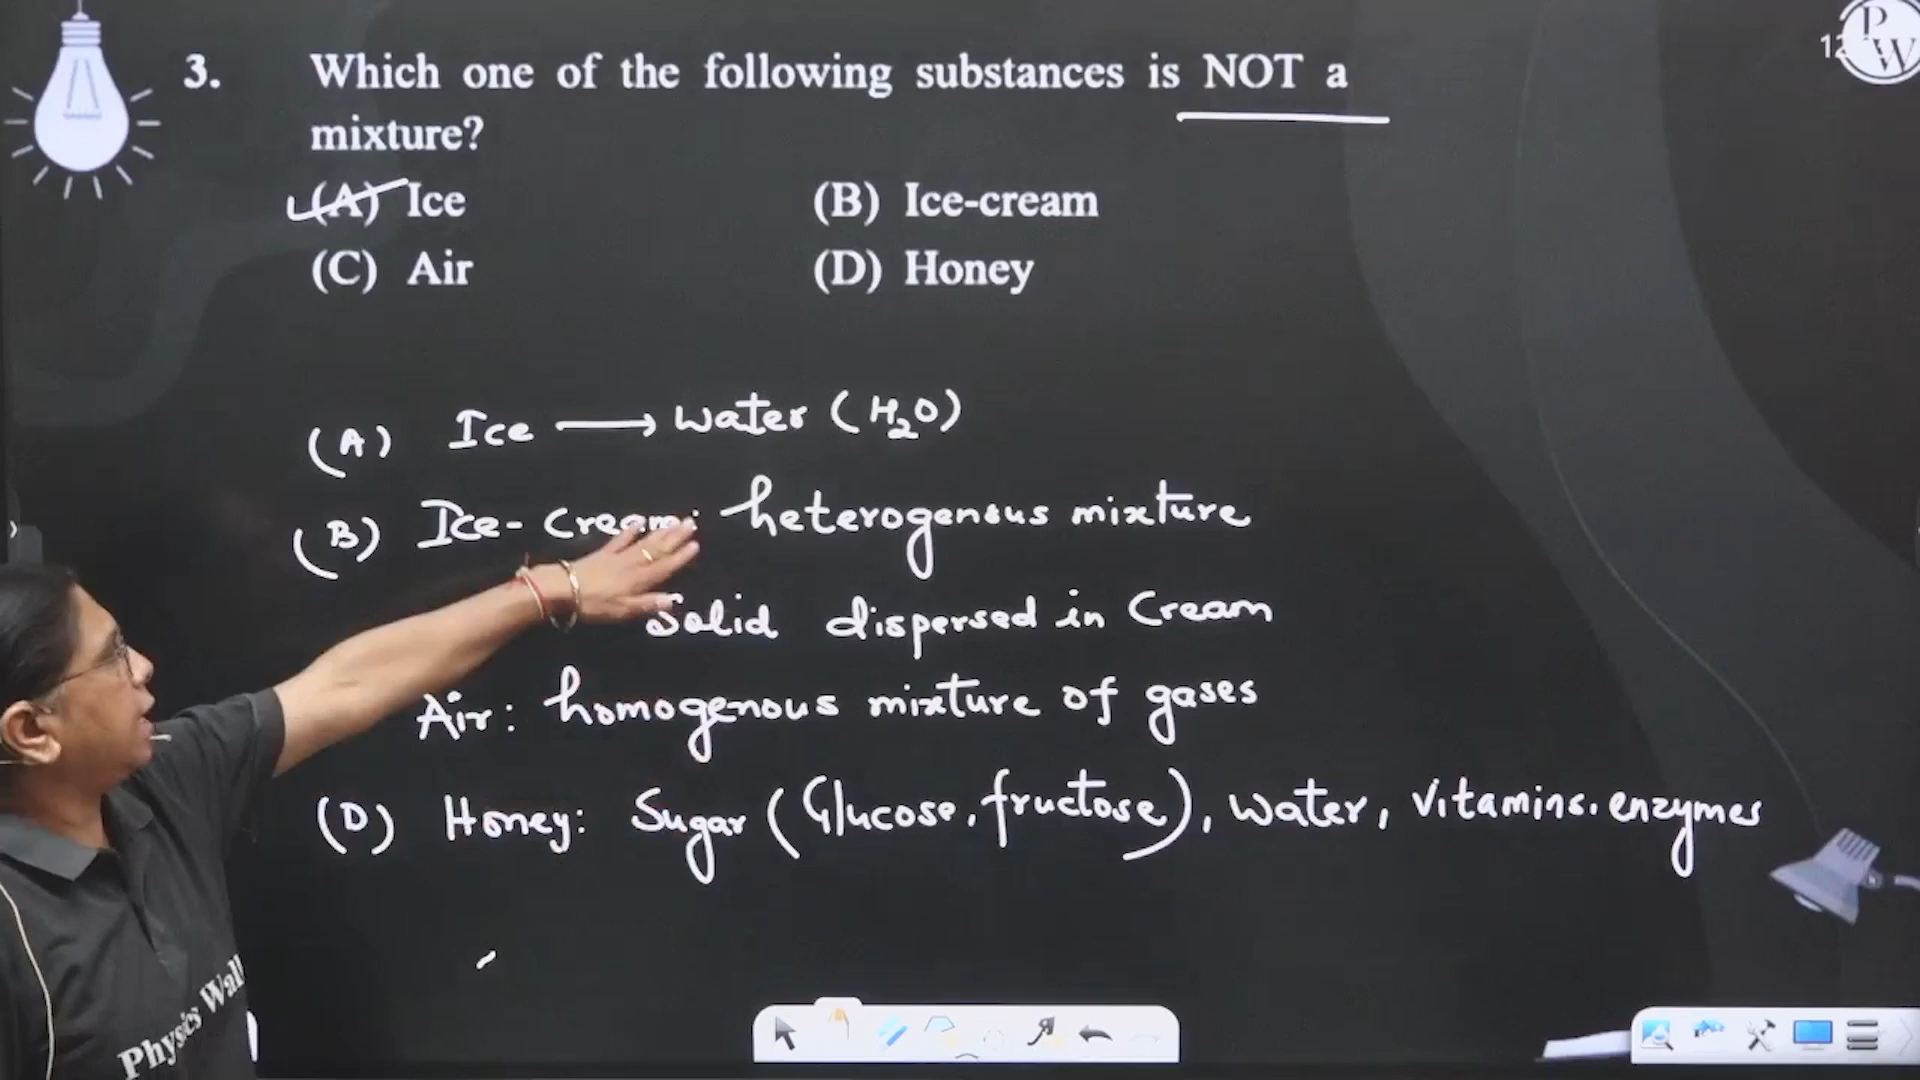 3. Which one of the following substances is NOT a
mixture?
(A) Ice (B) Ice-cream
(C) Air (D) Honey
(A) Ice → Water (H₂O)
(B) Ice-Cream: heterogenous mixture
Solid dispersed in Cream
Air: homogenous mixture of gases
(D) Honey: Sugar (Glucose, fructose), water, vitamins, enzymes
PW
12
Physics Wall